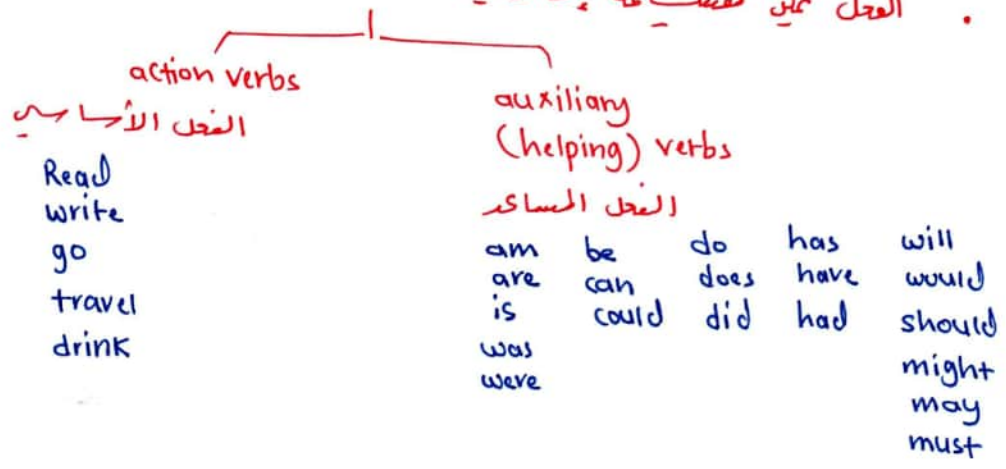 الفعل
action verbs
الفعل الأساسي
Read
write
go
travel
drink
auxiliary
(helping) verbs
الفعل المساعد
am be do has will
are can does have would
is could did had should
was might
were may
must